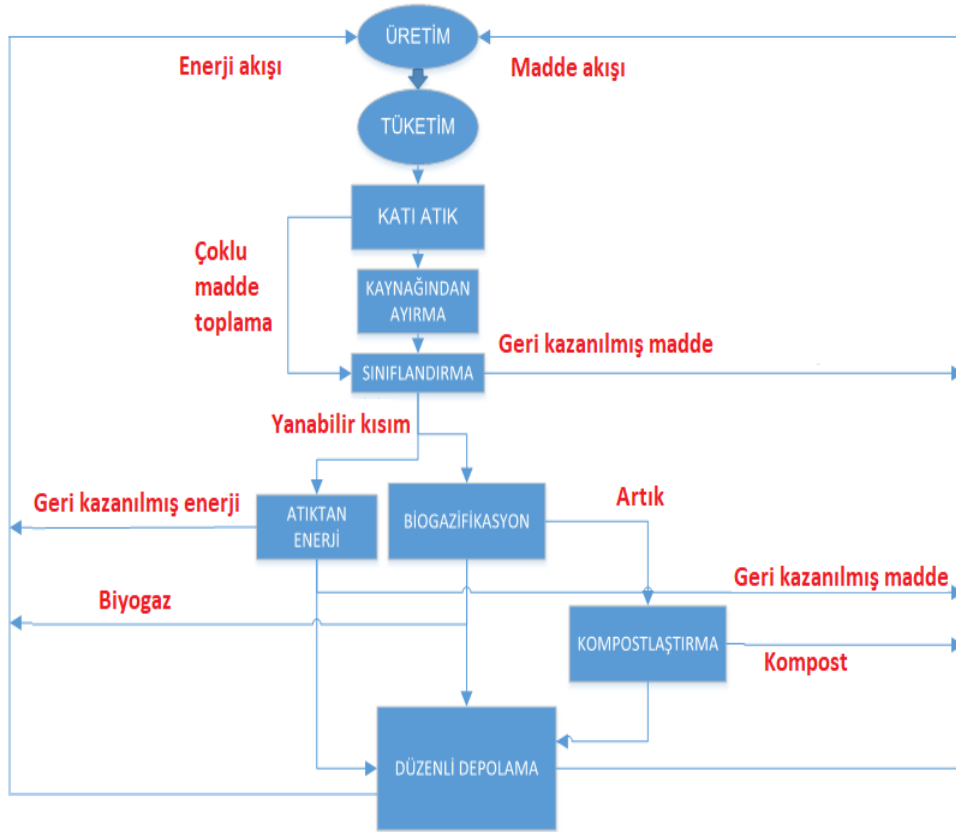 ÜRETİM
Enerji akışı
Madde akışı
TÜKETİM
KATI ATIK
Çoklu
madde
toplama
KAYNAĞINDAN
AYIRMA
Geri kazanılmış madde
SINIFLANDIRMA
Yanabilir kısım
Geri kazanılmış enerji
ATIKTAN
ENERJİ
BİOGAZİFİKASYON
Artık
Geri kazanılmış madde
Biyogaz
KOMPOSTLAŞTIRMA
Kompost
DÜZENLİ DEPOLAMA